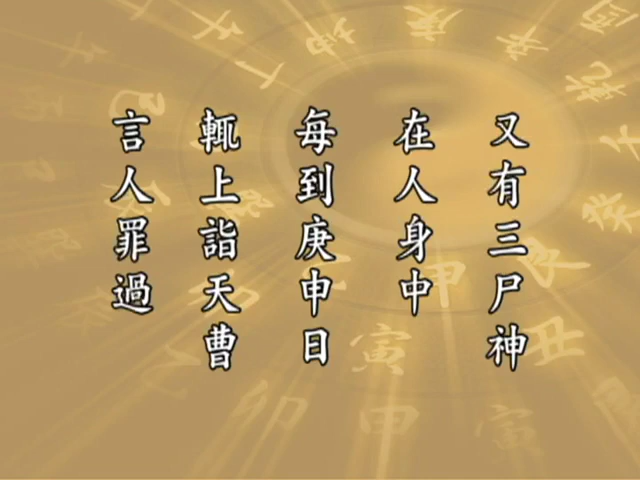 又有三尸神
在人身中
每到庚申日
輒上詣天曹
言人罪過